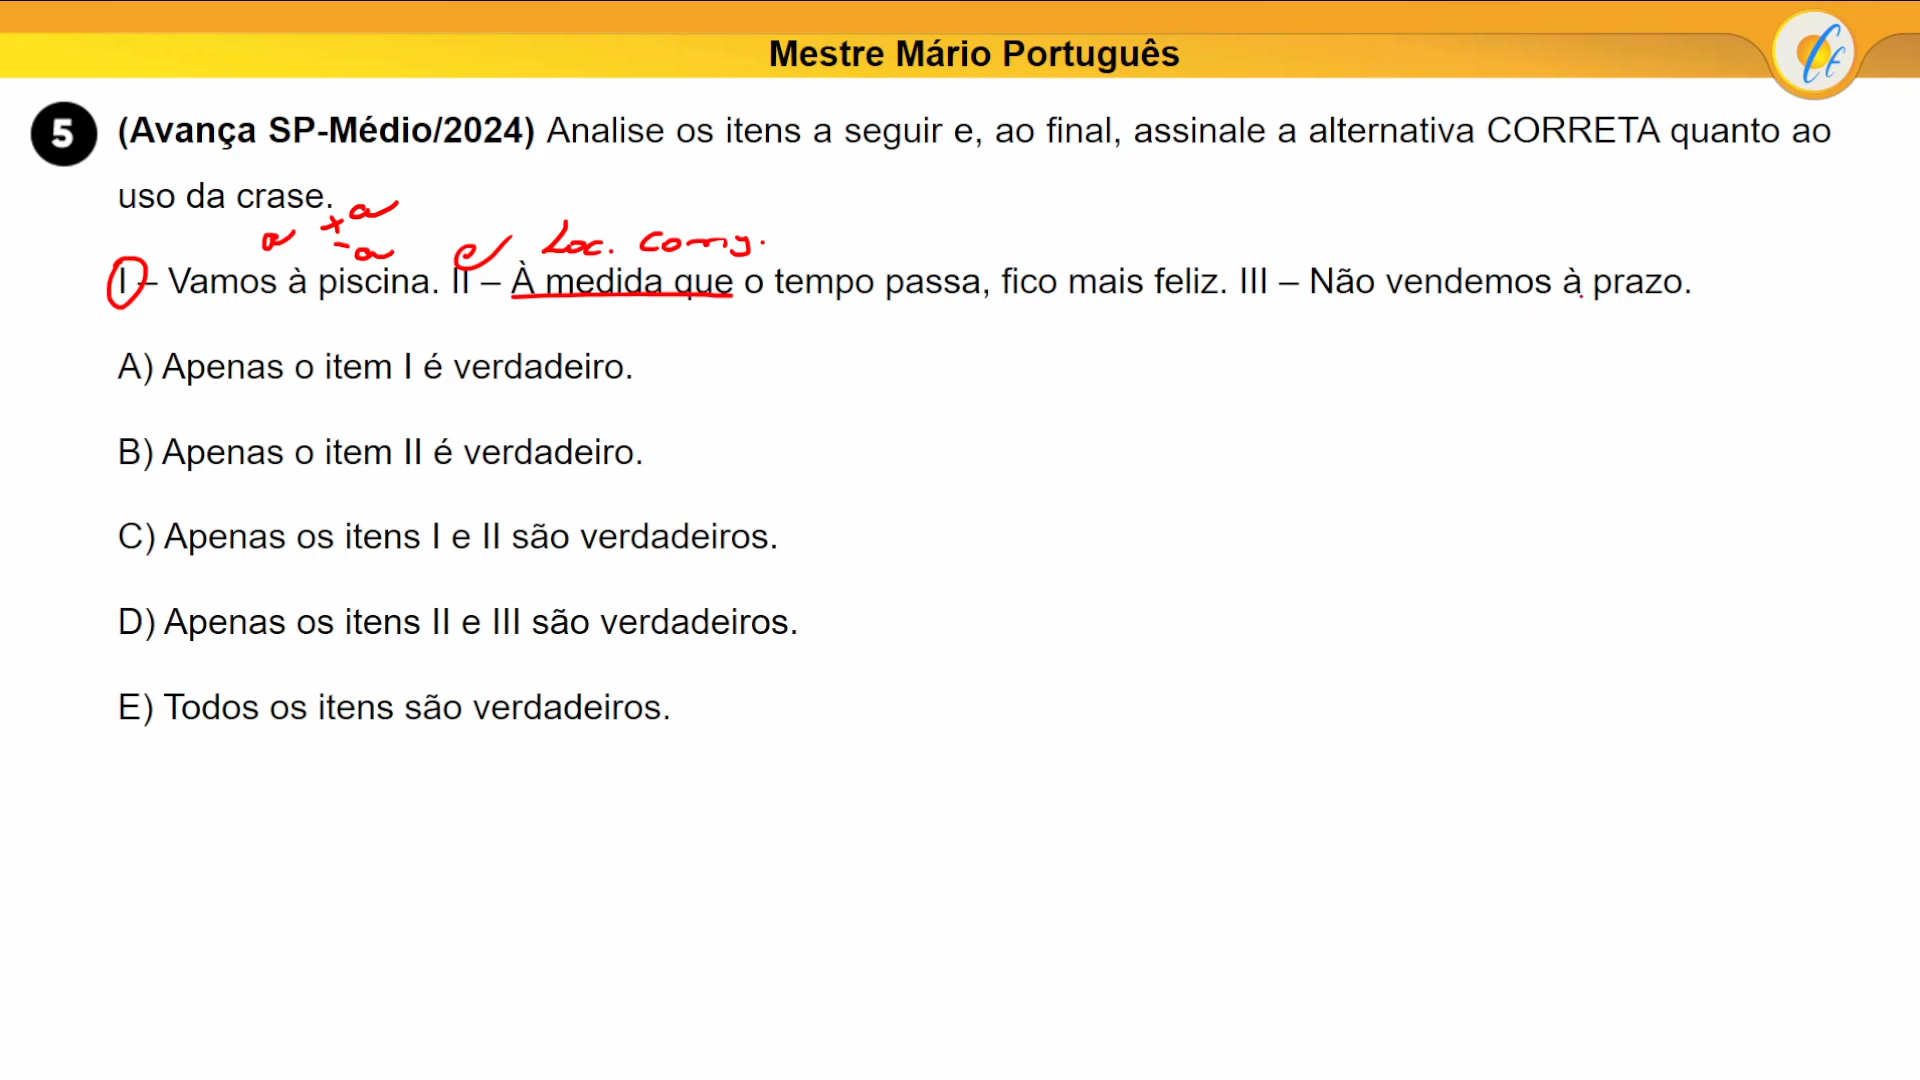 Mestre Mário Português
5 (Avança SP-Médio/2024) Analise os itens a seguir e, ao final, assinale a alternativa CORRETA quanto ao
uso da crase.
a + a
- a
Loc. conj.
I – Vamos à piscina. II – À medida que o tempo passa, fico mais feliz. III – Não vendemos à prazo.
A) Apenas o item I é verdadeiro.
B) Apenas o item II é verdadeiro.
C) Apenas os itens I e II são verdadeiros.
D) Apenas os itens II e III são verdadeiros.
E) Todos os itens são verdadeiros.